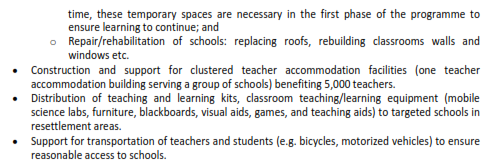 time, these temporary spaces are necessary in the first phase of the programme to
ensure learning to continue; and
o Repair/rehabilitation of schools: replacing roofs, rebuilding classrooms walls and
windows etc.
• Construction and support for clustered teacher accommodation facilities (one teacher
accommodation building serving a group of schools) benefiting 5,000 teachers.
• Distribution of teaching and learning kits, classroom teaching/learning equipment (mobile
science labs, furniture, blackboards, visual aids, games, and teaching aids) to targeted schools in
resettlement areas.
• Support for transportation of teachers and students (e.g. bicycles, motorized vehicles) to ensure
reasonable access to schools.